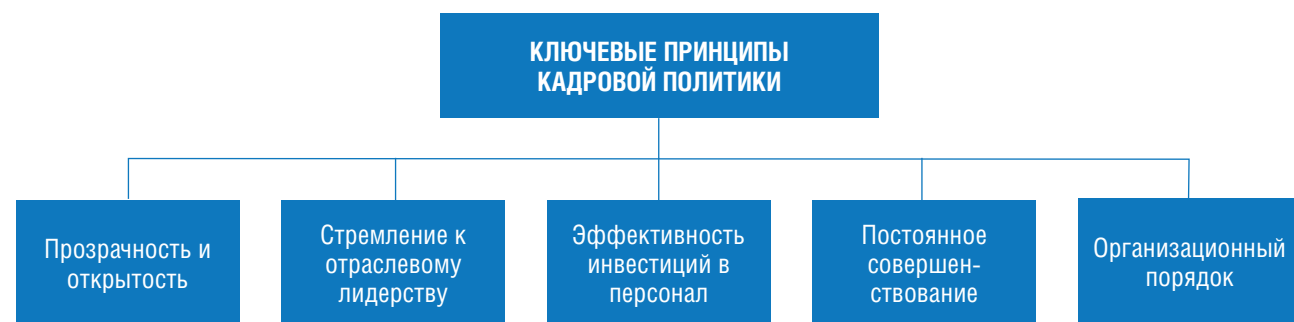 КЛЮЧЕВЫЕ ПРИНЦИПЫ
КАДРОВОЙ ПОЛИТИКИ
Прозрачность и
открытость
Стремление к
отраслевому
лидерству
Эффективность
инвестиций в
персонал
Постоянное
совершен-
ствование
Организационный
порядок